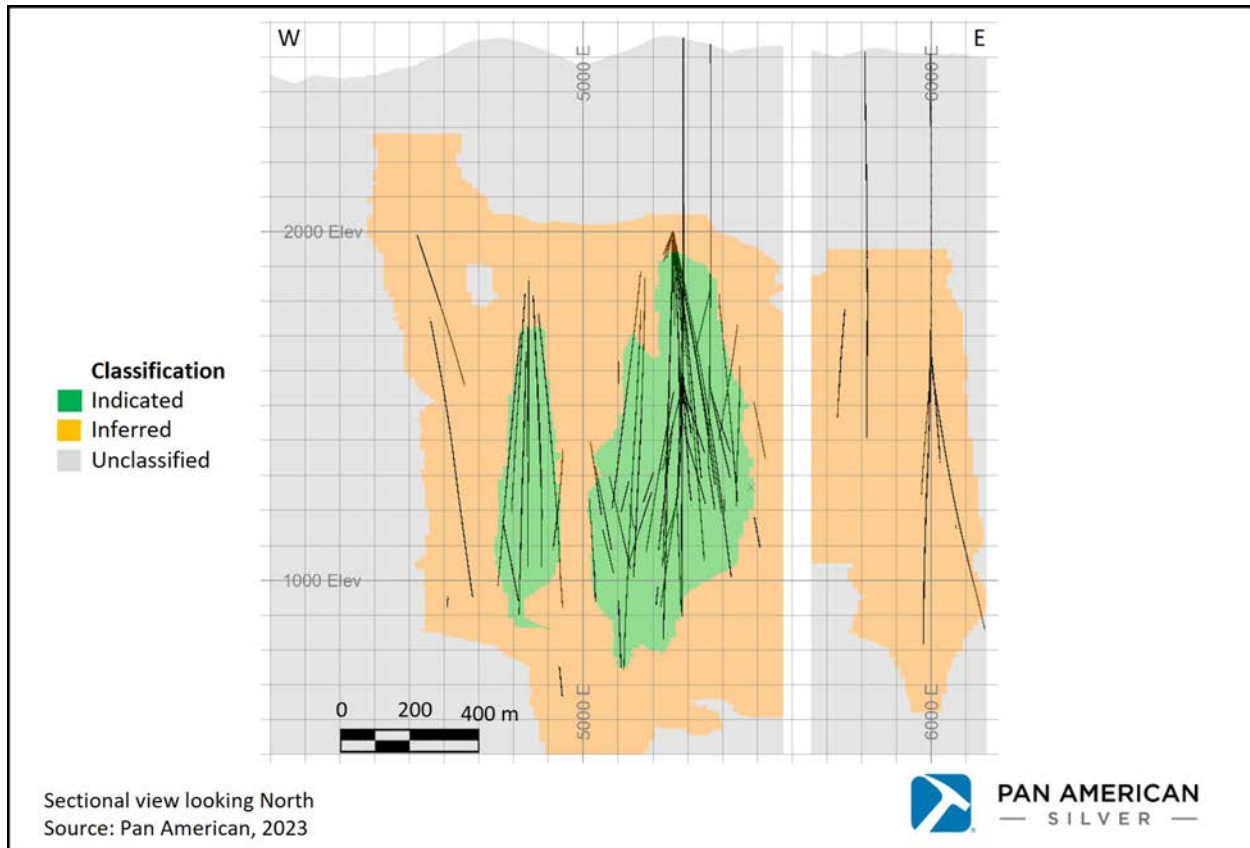 W
E
5000 E
6000 E
2000 Elev
Classification
Indicated
Inferred
Unclassified
1000 Elev
5000 E
6000 E
0 200 400 m
Sectional view looking North
Source: Pan American, 2023
PAN AMERICAN
— SILVER —